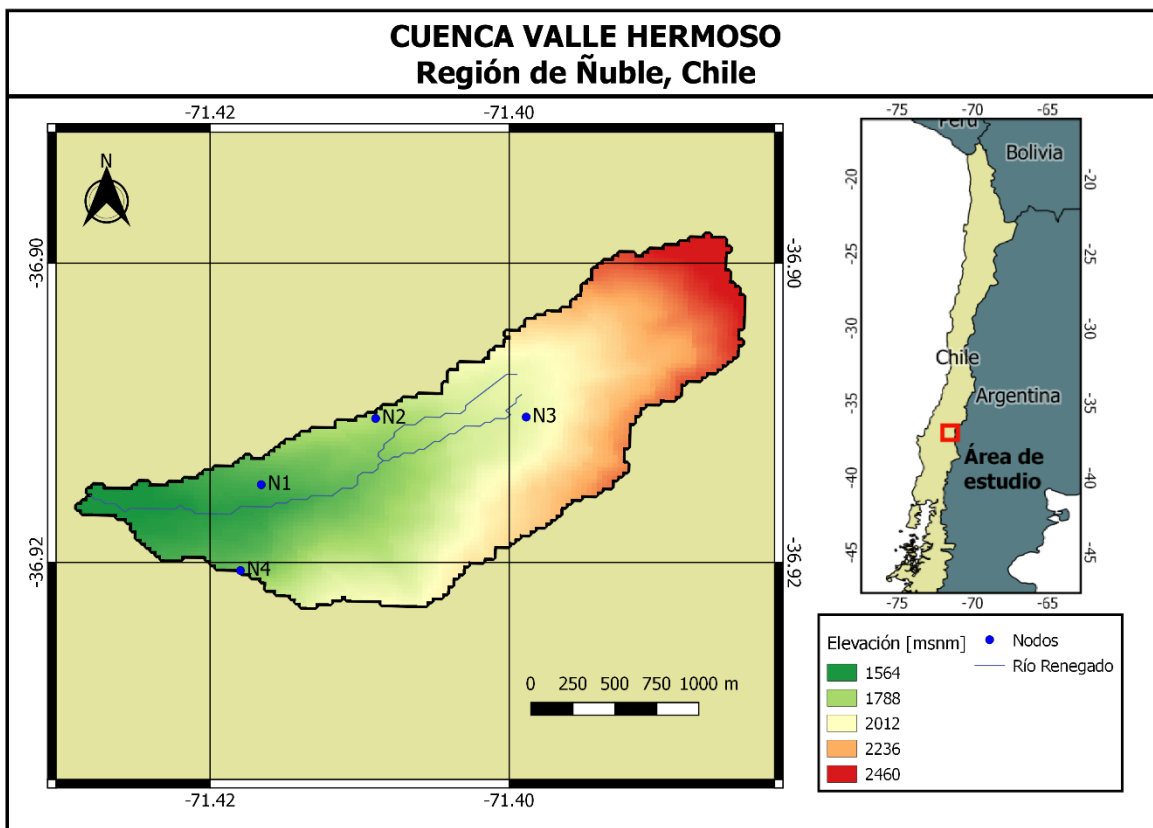 CUENCA VALLE HERMOSO
Región de Ñuble, Chile
-71.42 -71.40
N
-36.90 -36.90
N2
N3
N1
N4
-36.92 -36.92
0 250 500 750 1000 m
-71.42 -71.40
-75 -70 -65
Perú
Bolivia
-20 -20
-25 -25
-30 -30
Chile
-35 -35
Argentina
Área de
estudio
-40 -40
-45 -45
-75 -70 -65
Elevación [msnm]
1564
1788
2012
2236
2460
Nodos
Río Renegado